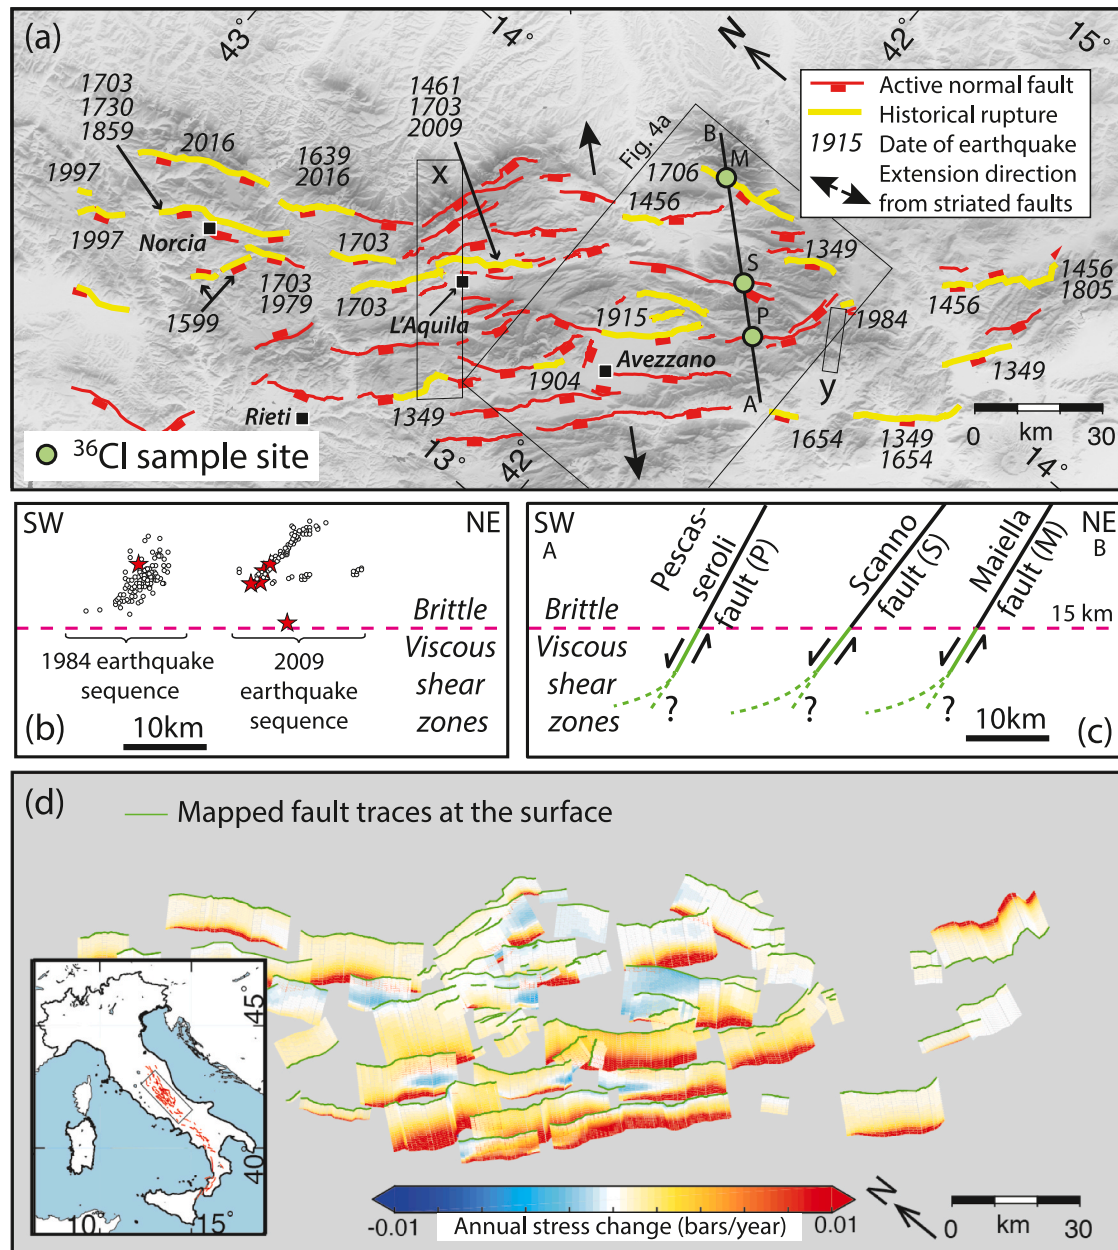 (a)
43°
14°
N
42°
15°
1703
1730
1859
2016
1997
1997
Norcia
1639
2016
1461
1703
2009
x
1703
1703
L'Aquila
1703
1979
1599
Rieti
1349
1904
1915
Avezzano
1456
1706
Fig. 4a
B
M
S
P
A
1349
1984
y
1654
1349
1654
1456
1456
1805
1349
Active normal fault
Historical rupture
1915 Date of earthquake
Extension direction
from striated faults
36Cl sample site
13°
42°
14°
0 km 30
SW NE
Brittle
Viscous
shear
zones
1984 earthquake
sequence
2009
earthquake
sequence
(b) 10km
SW
A
NE
B
Pescas-
seroli
fault (P)
Scanno
fault (S)
Maiella
fault (M)
Brittle
15 km
Viscous
shear
zones
? ? ?
10km (c)
(d)
Mapped fault traces at the surface
45°
40°
10° 15°
-0.01 Annual stress change (bars/year) 0.01
N
0 km 30